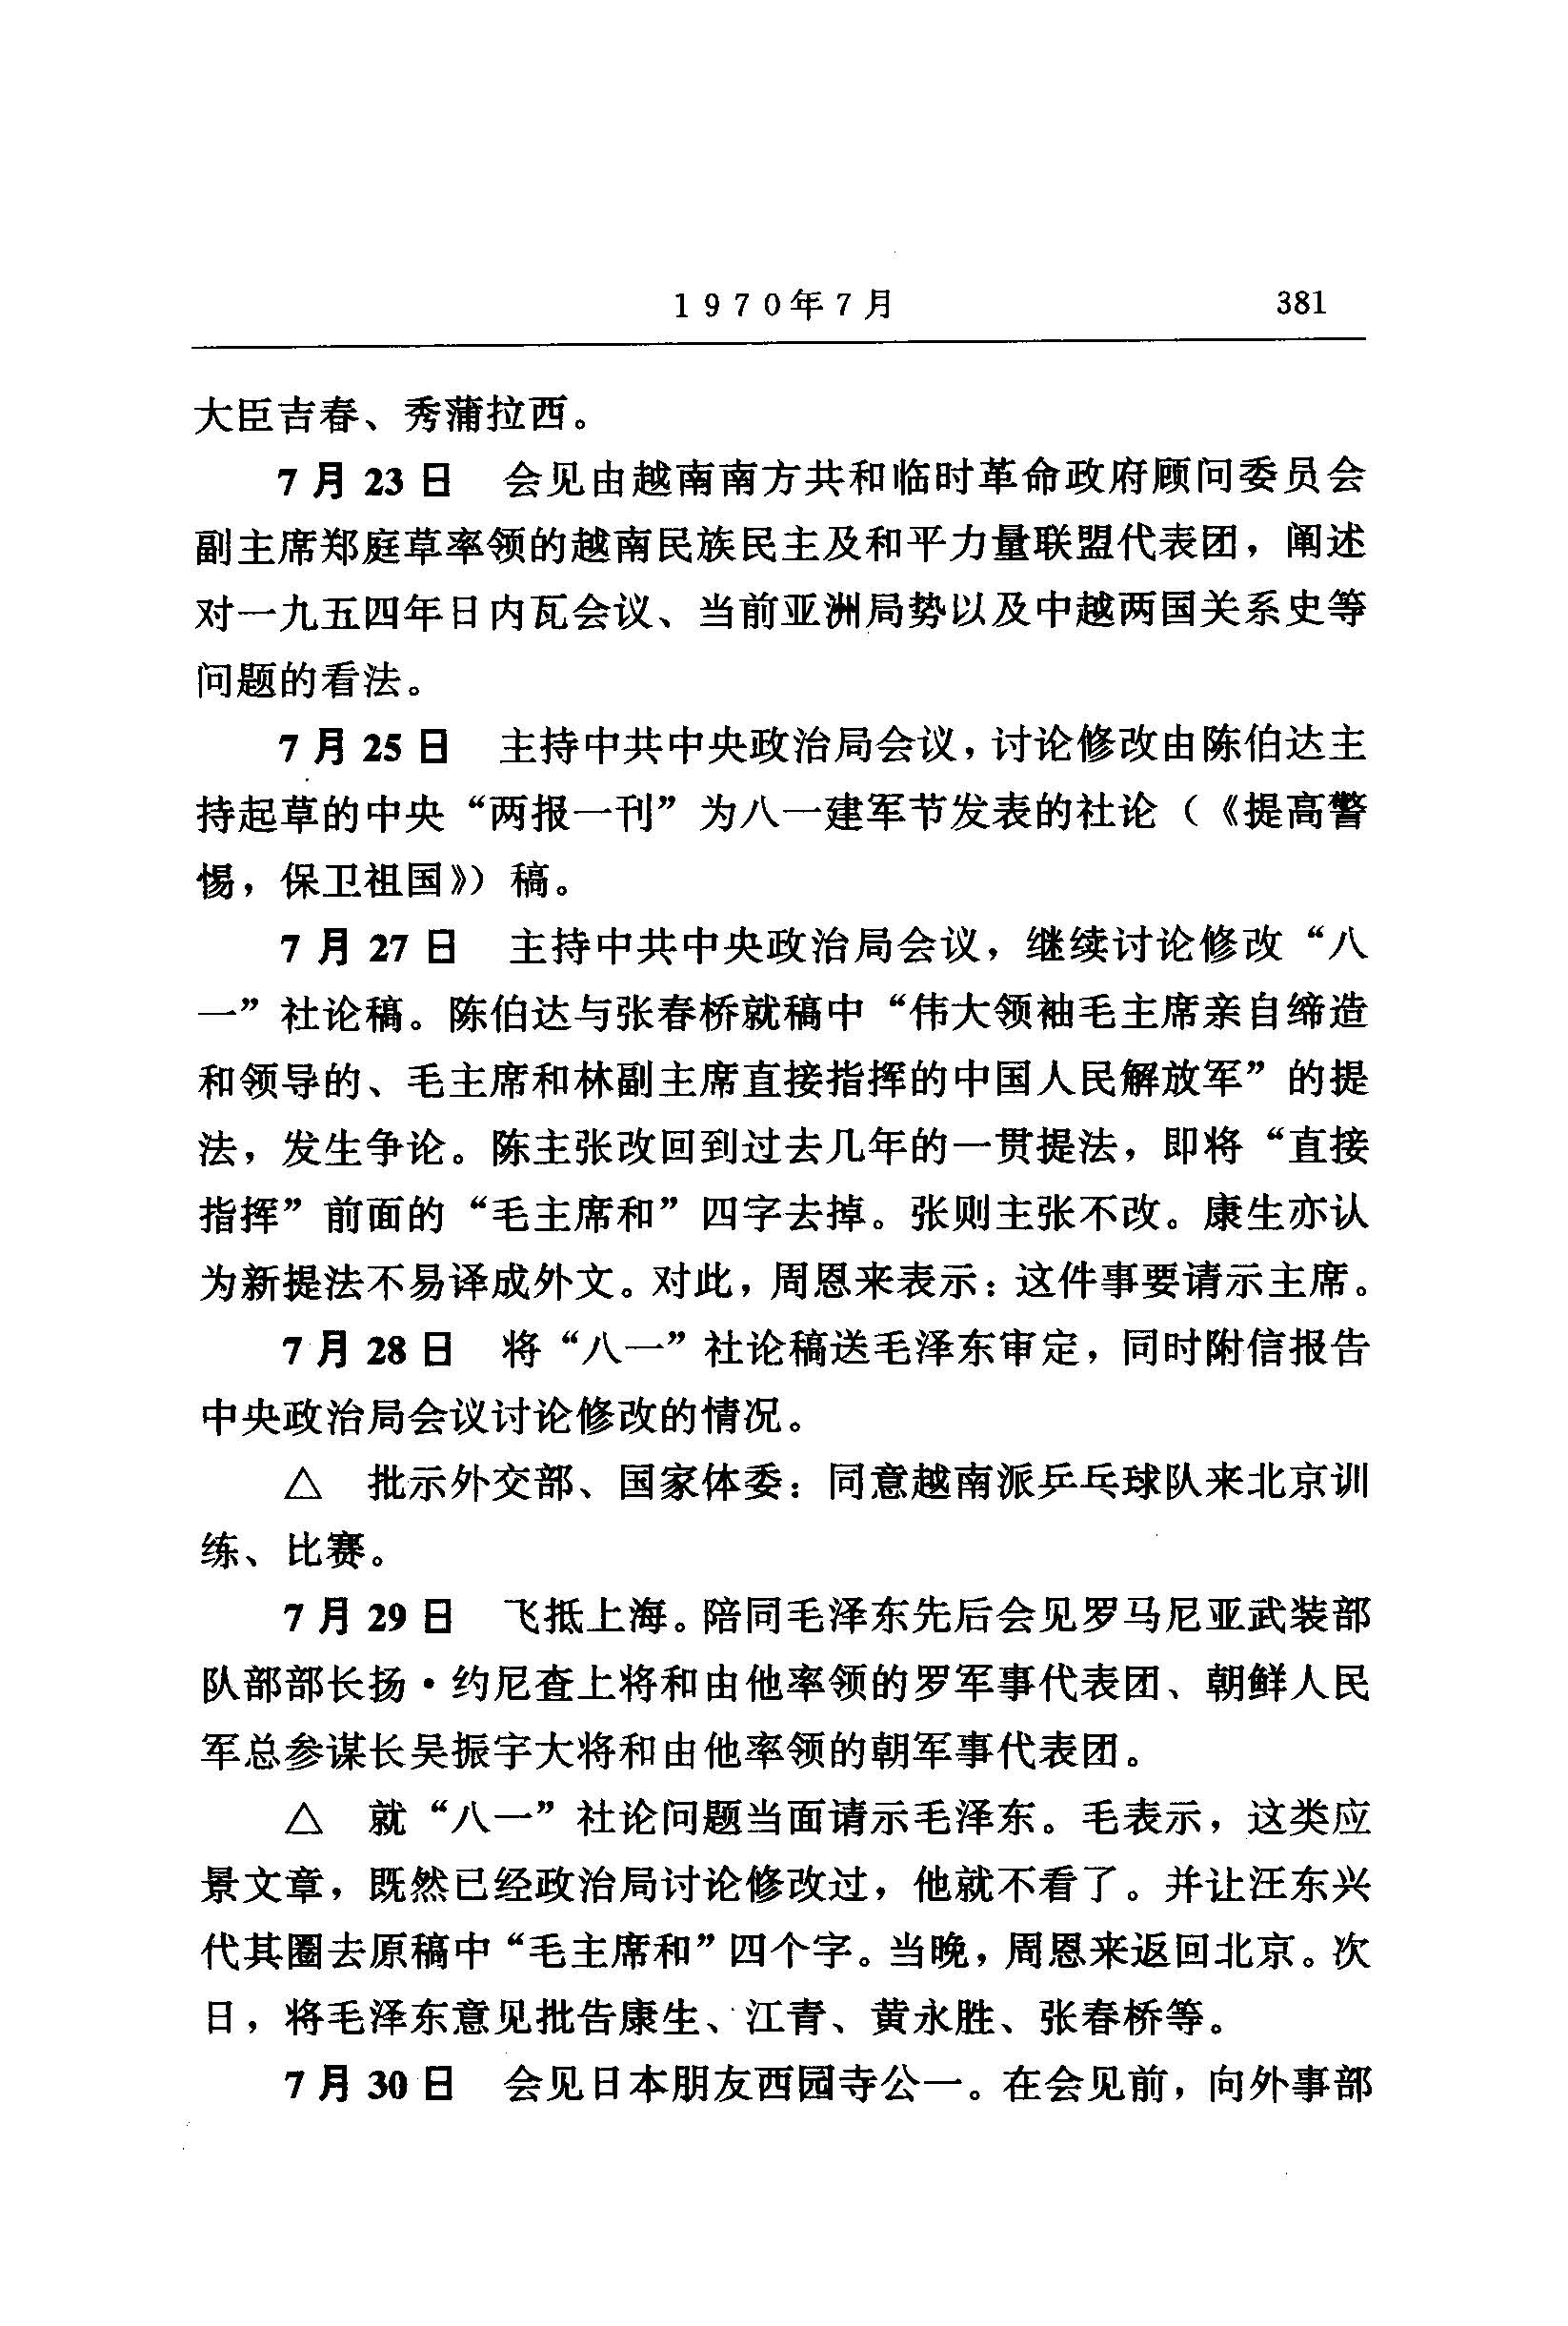 1970年7月 381
大臣吉春、秀蒲拉西。
7月23日 会见由越南南方共和临时革命政府顾问委员会
副主席郑庭草率领的越南民族民主及和平力量联盟代表团，阐述
对一九五四年日内瓦会议、当前亚洲局势以及中越两国关系史等
问题的看法。
7月25日 主持中共中央政治局会议，讨论修改由陈伯达主
持起草的中央“两报一刊”为八一建军节发表的社论（《提高警
惕，保卫祖国》）稿。
7月27日 主持中共中央政治局会议，继续讨论修改“八
一”社论稿。陈伯达与张春桥就稿中“伟大领袖毛主席亲自缔造
和领导的、毛主席和林副主席直接指挥的中国人民解放军”的提
法，发生争论。陈主张改回到过去几年的一贯提法，即将“直接
指挥”前面的“毛主席和”四字去掉。张则主张不改。康生亦认
为新提法不易译成外文。对此，周恩来表示：这件事要请示主席。
7月28日 将“八一”社论稿送毛泽东审定，同时附信报告
中央政治局会议讨论修改的情况。
△ 批示外交部、国家体委：同意越南派乒乓球队来北京训
练、比赛。
7月29日 飞抵上海。陪同毛泽东先后会见罗马尼亚武装部
队部部长扬·约尼查上将和由他率领的罗军事代表团、朝鲜人民
军总参谋长吴振宇大将和由他率领的朝军事代表团。
△ 就“八一”社论问题当面请示毛泽东。毛表示，这类应
景文章，既然已经政治局讨论修改过，他就不看了。并让汪东兴
代其圈去原稿中“毛主席和”四个字。当晚，周恩来返回北京。次
日，将毛泽东意见批告康生、江青、黄永胜、张春桥等。
7月30日 会见日本朋友西园寺公一。在会见前，向外事部